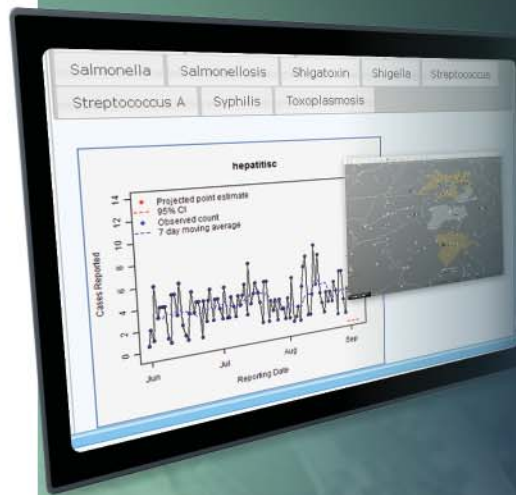 Salmonella Salmonellosis Shigatoxin Shigella Streptococcus
Streptococcus A Syphilis Toxoplasmosis
hepatitisc
Projected point estimate
95% CI
Observed count
7 day moving average
Cases Reported
14
12
10
8
6
4
2
0
Jun Jul Aug Sep
Reporting Date